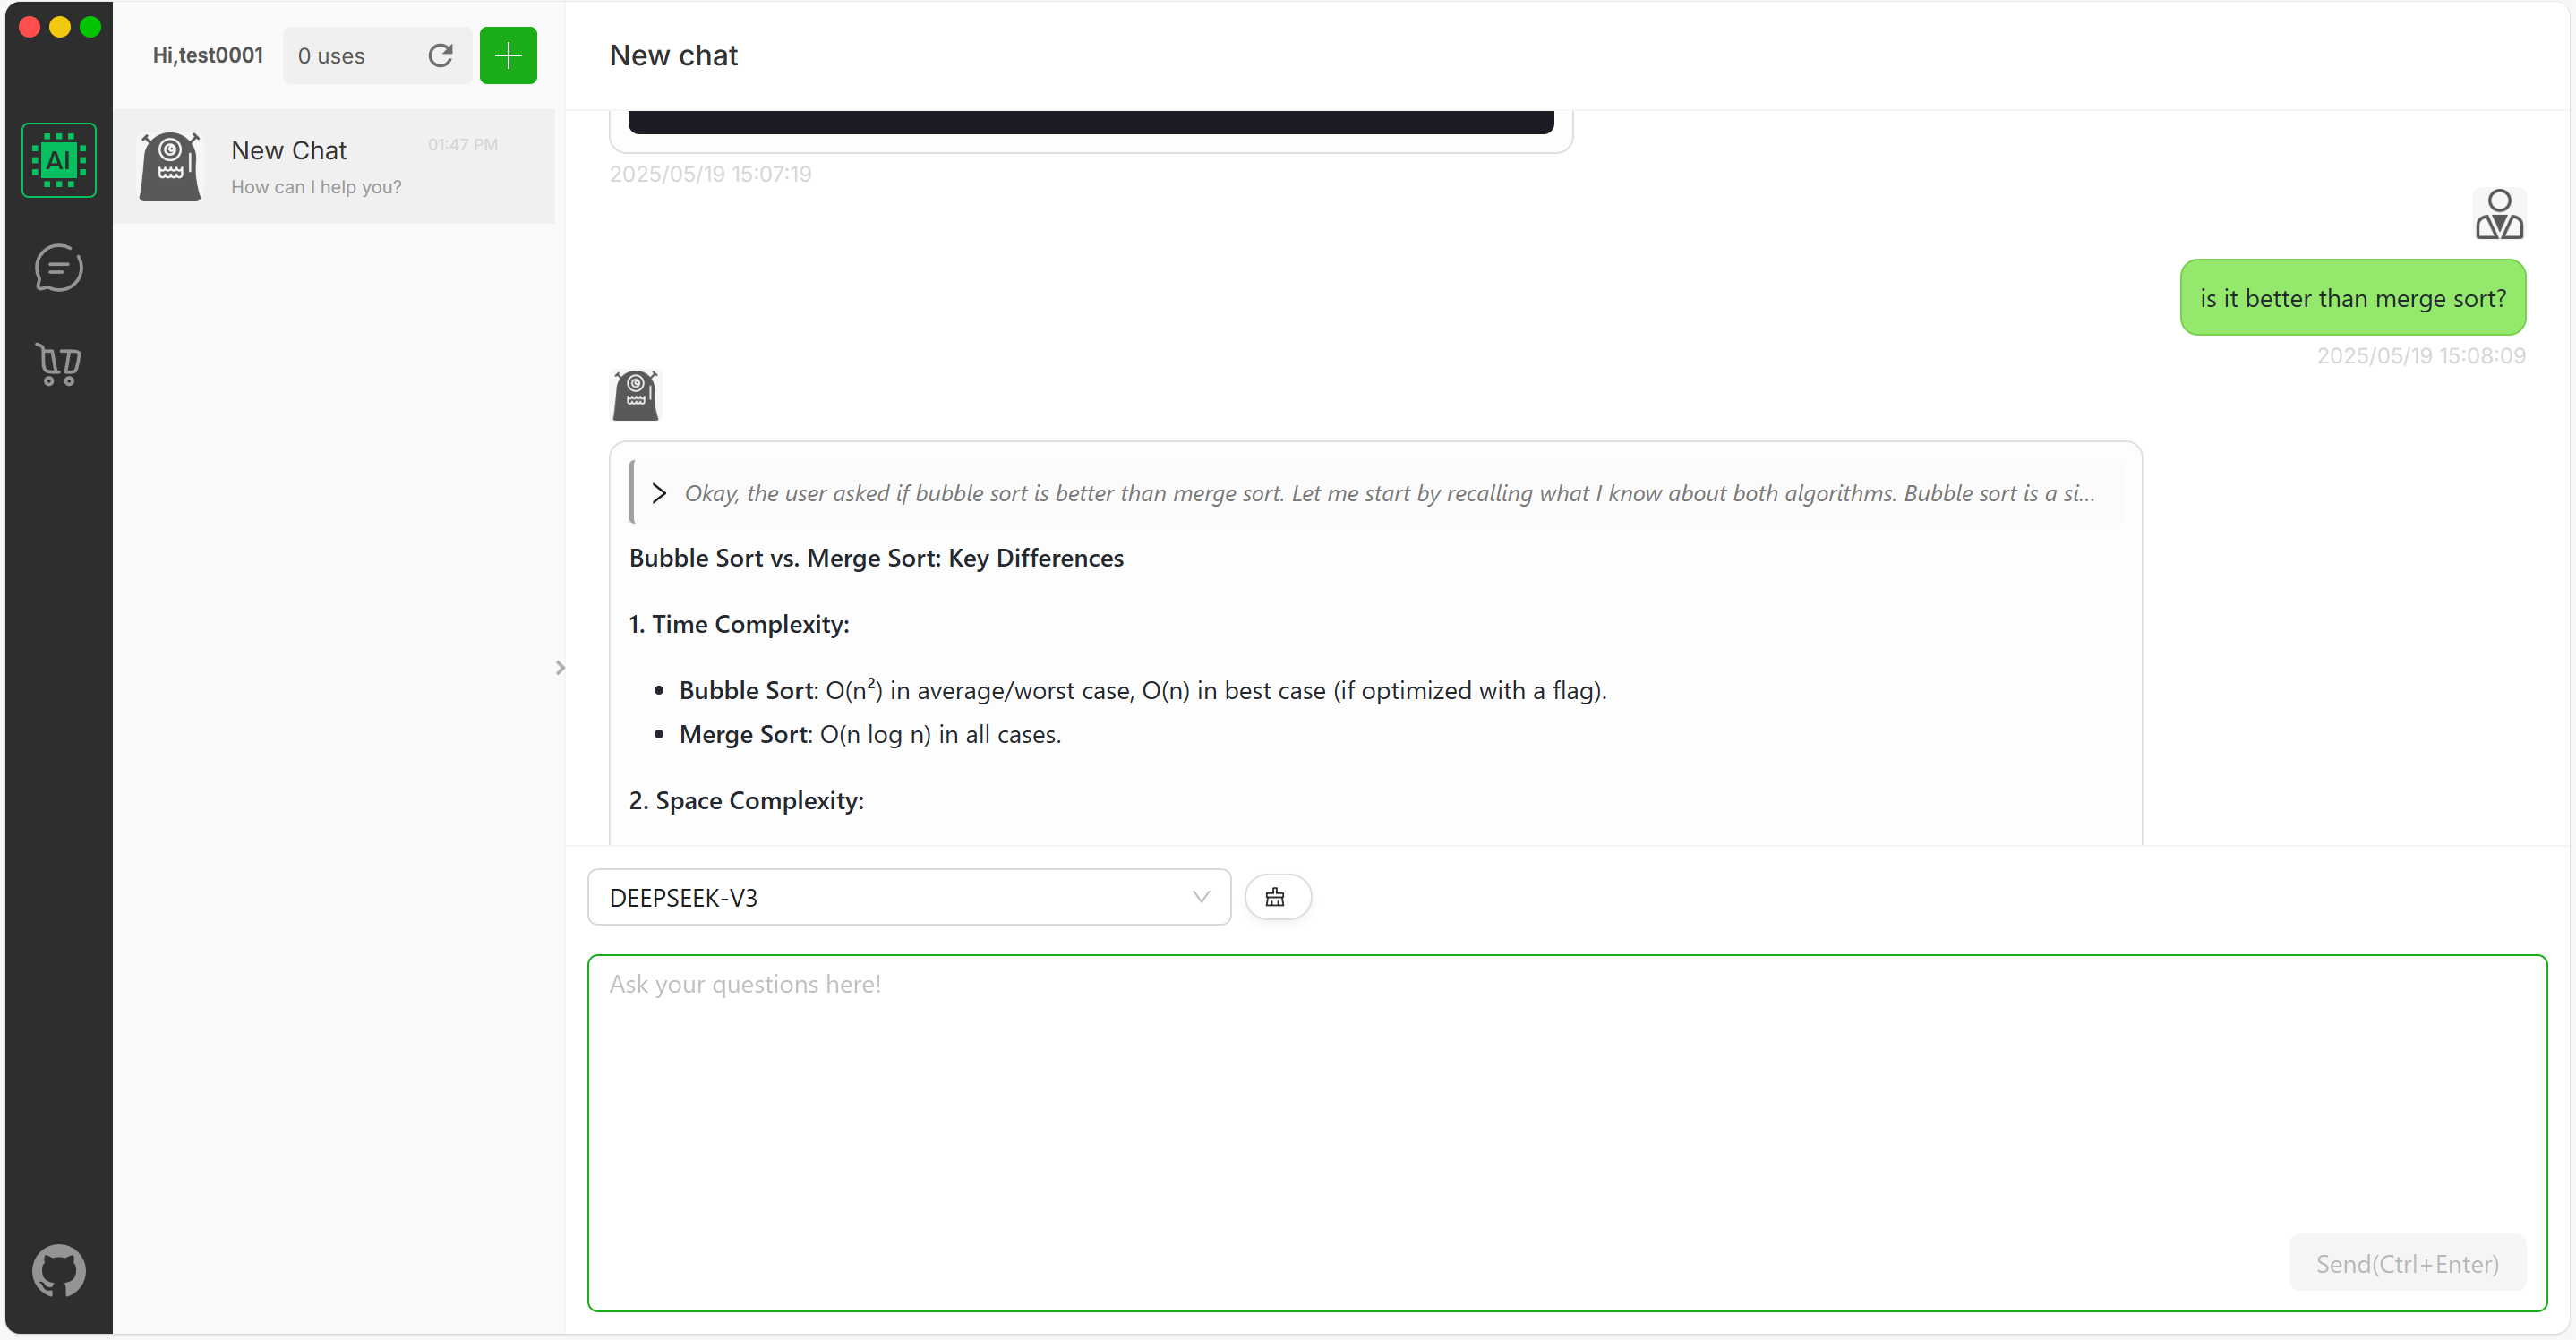 Hi,test0001
0 uses
New chat
AI
New Chat
01:47 PM
How can I help you?
2025/05/19 15:07:19
is it better than merge sort?
2025/05/19 15:08:09
Okay, the user asked if bubble sort is better than merge sort. Let me start by recalling what I know about both algorithms. Bubble sort is a si...
Bubble Sort vs. Merge Sort: Key Differences
1. Time Complexity:
• Bubble Sort: O(n²) in average/worst case, O(n) in best case (if optimized with a flag).
• Merge Sort: O(n log n) in all cases.
2. Space Complexity:
DEEPSEEK-V3
Ask your questions here!
Send(Ctrl+Enter)